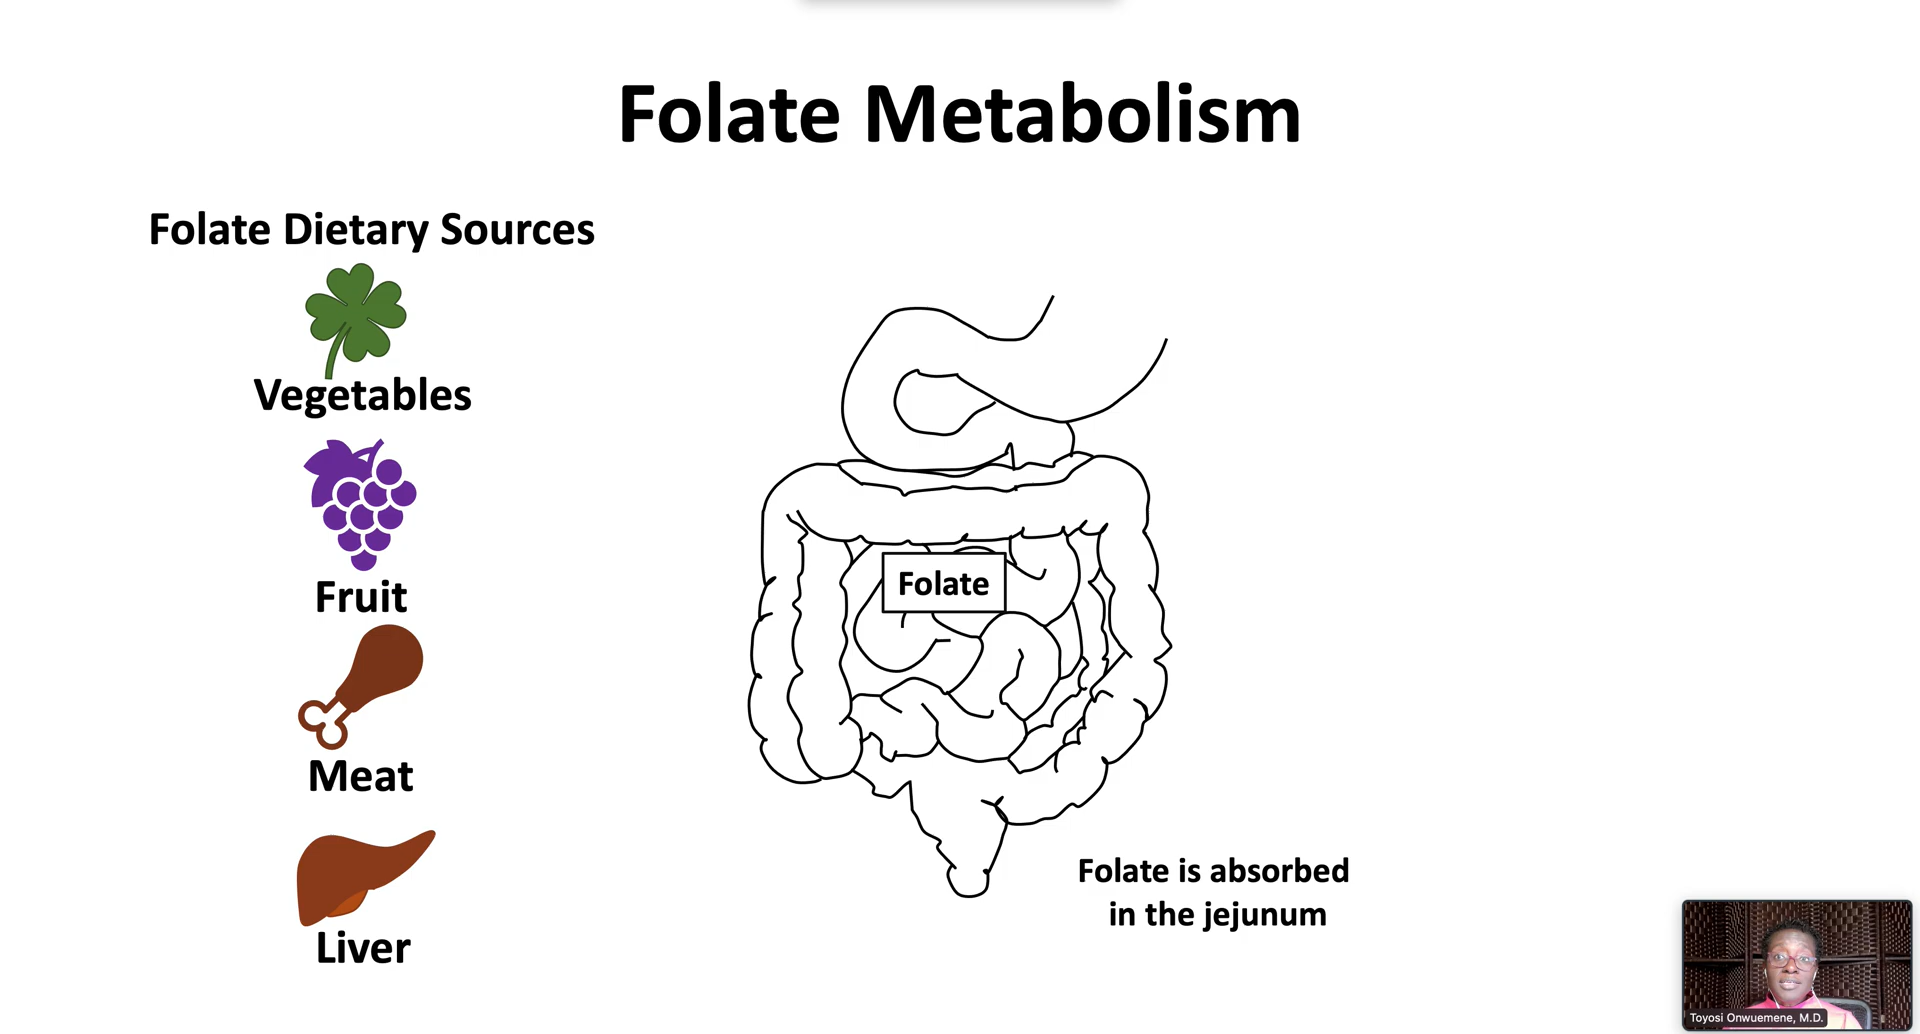 Folate Metabolism
Folate Dietary Sources
Vegetables
Fruit
Meat
Liver
Folate
Folate is absorbed
in the jejunum
Toyosi Onwuemene, M.D.